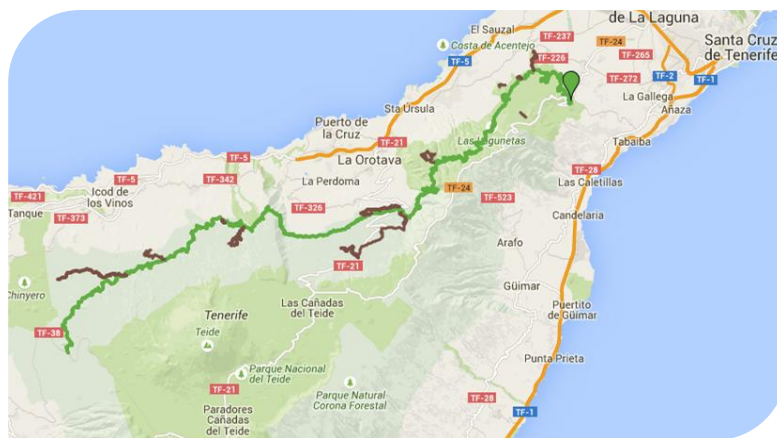 de La Laguna
El Sauzal
TF-237
Costa de Acentejo
TF-24
Santa Cruz
de Tenerife
TF-5
TF-226
TF-265
TF-2
TF-1
TF-272
La Gallega
Añaza
Sta Ursula
Puerto de
la Cruz
TF-21
Las Lagunetas
Tabaiba
TF-5
La Orotava
TF-28
TF-5
TF-342
La Perdoma
TF-24
Las Caletillas
TF-421
Icod de
los Vinos
TF-523
Tanque
TF-373
TF-326
Candelaria
Arafo
TF-21
Chinyero
Güímar
Las Cañadas
del Teide
Puertito
de Güímar
Tenerife
TF-38
Teide
Punta Prieta
Parque Nacional
del Teide
TF-21
Parque Natural
Corona Forestal
TF-28
Paradores
Cañadas
del Teide
TF-1